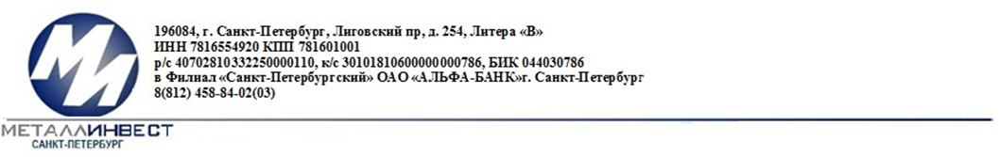 МИ
МЕТАЛЛИНВЕСТ
САНКТ-ПЕТЕРБУРГ
196084, г. Санкт-Петербург, Лиговский пр, д. 254, Литера «В»
ИНН 7816554920 КПП 781601001
р/с 40702810332250000110, к/с 30101810600000000786, БИК 044030786
в Филиал «Санкт-Петербургский» ОАО «АЛЬФА-БАНК»г. Санкт-Петербург
8(812) 458-84-02(03)